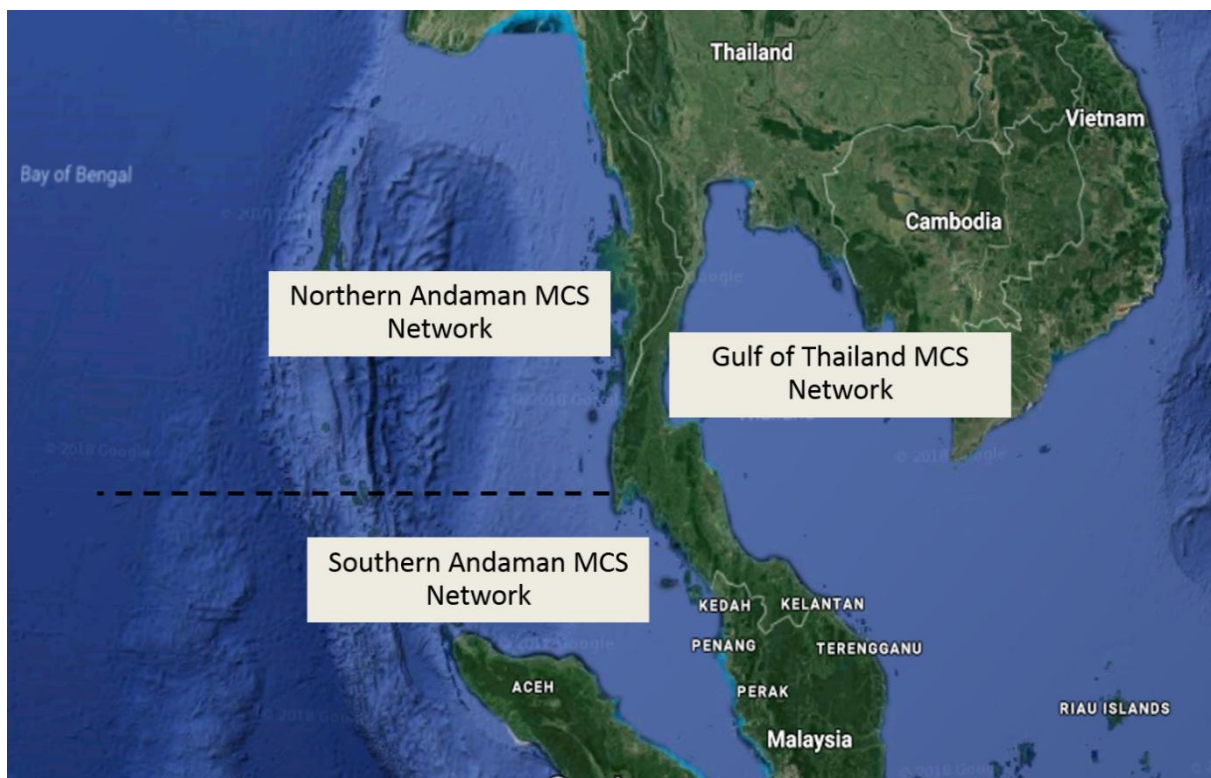 Thailand
Vietnam
Bay of Bengal
Cambodia
Northern Andaman MCS
Network
Gulf of Thailand MCS
Network
Southern Andaman MCS
Network
KEDAH
KELANTAN
PENANG
TERENGGANU
ACEH
PERAK
RIAU ISLANDS
Malaysia